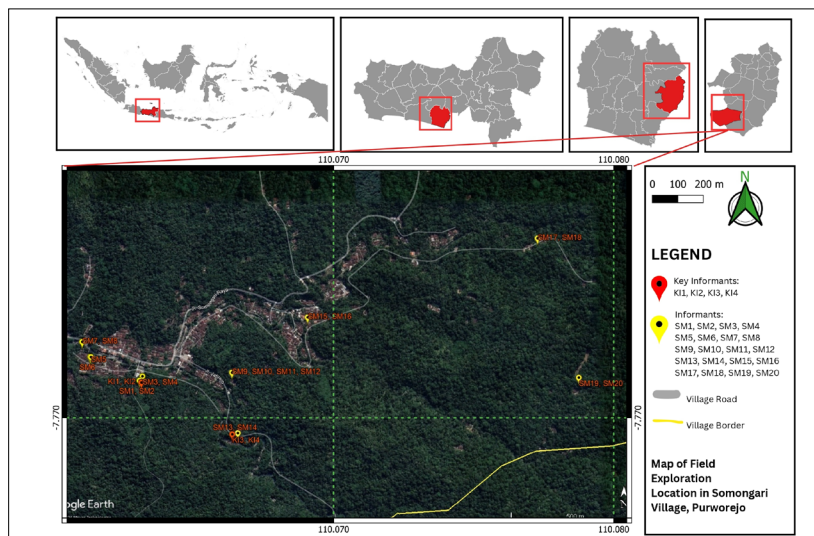 110.070
110.080
0 100 200 m
N
LEGEND
Key Informants:
KI1, KI2, KI3, KI4
Informants:
SM1, SM2, SM3, SM4
SM5, SM6, SM7, SM8
SM9, SM10, SM11, SM12
SM13, SM14, SM15, SM16
SM17, SM18, SM19, SM20
Village Road
Village Border
Map of Field
Exploration
Location in Somongari
Village, Purworejo
SM18
SM15, SM16
SM7, SM8
SM9, SM10, SM11, SM12
KI1, KI2
SM3, SM4
SM1, SM2
SM19, SM20
SM13, SM14
KI3, KI4
-7.770
-7.770
ogle Earth
500 m
N
110.070
110.080